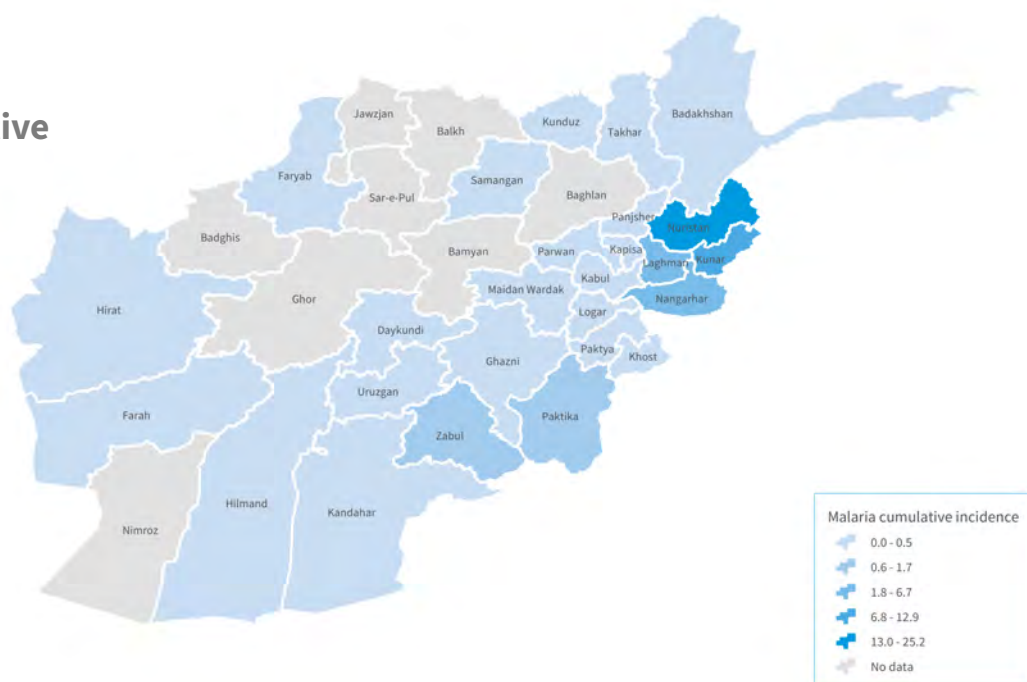 ive
Jawzjan
Balkh
Kunduz
Takhar
Badakhshan
Faryab
Samangan
Sar-e-Pul
Baghlan
Panjsher
Nuristan
Badghis
Bamyan
Parwan
Kapisa
Laghman
Kunar
Kabul
Maidan Wardak
Nangarhar
Hirat
Ghor
Logar
Daykundi
Paktya
Khost
Ghazni
Uruzgan
Farah
Paktika
Zabul
Hilmand
Kandahar
Nimroz
Malaria cumulative incidence
0.0 - 0.5
0.6 - 1.7
1.8 - 6.7
6.8 - 12.9
13.0 - 25.2
No data